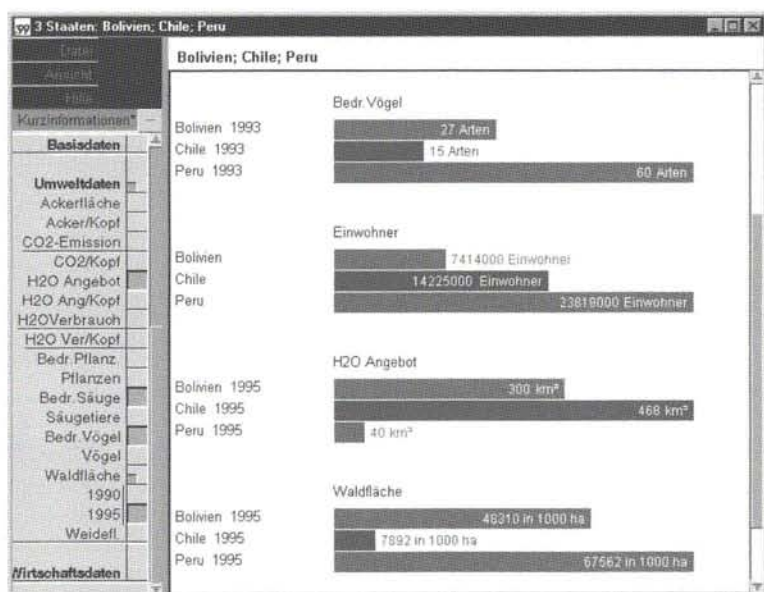 '99 3 Staaten: Bolivien; Chile; Peru
Datei
Ansicht
Hilfe
Kurzinformationen*
Basisdaten
Umweltdaten
Ackerfläche
Acker/Kopf
CO2-Emission
CO2/Kopf
H2O Angebot
H2O Ang/Kopf
H2OVerbrauch
H2O Ver/Kopf
Bedr.Pflanz.
Pflanzen
Bedr.Säuge
Säugetiere
Bedr.Vögel
Vögel
Waldfläche
1990
1995
Weidefl.
Wirtschaftsdaten
Bolivien; Chile; Peru
Bedr.Vögel
Bolivien 1993 27 Arten
Chile 1993 15 Arten
Peru 1993 60 Arten
Einwohner
Bolivien 7414000 Einwohner
Chile 14225000 Einwohner
Peru 23819000 Einwohner
H2O Angebot
Bolivien 1995 300 km³
Chile 1995 468 km³
Peru 1995 40 km³
Waldfläche
Bolivien 1995 48310 in 1000 ha
Chile 1995 7892 in 1000 ha
Peru 1995 67562 in 1000 ha